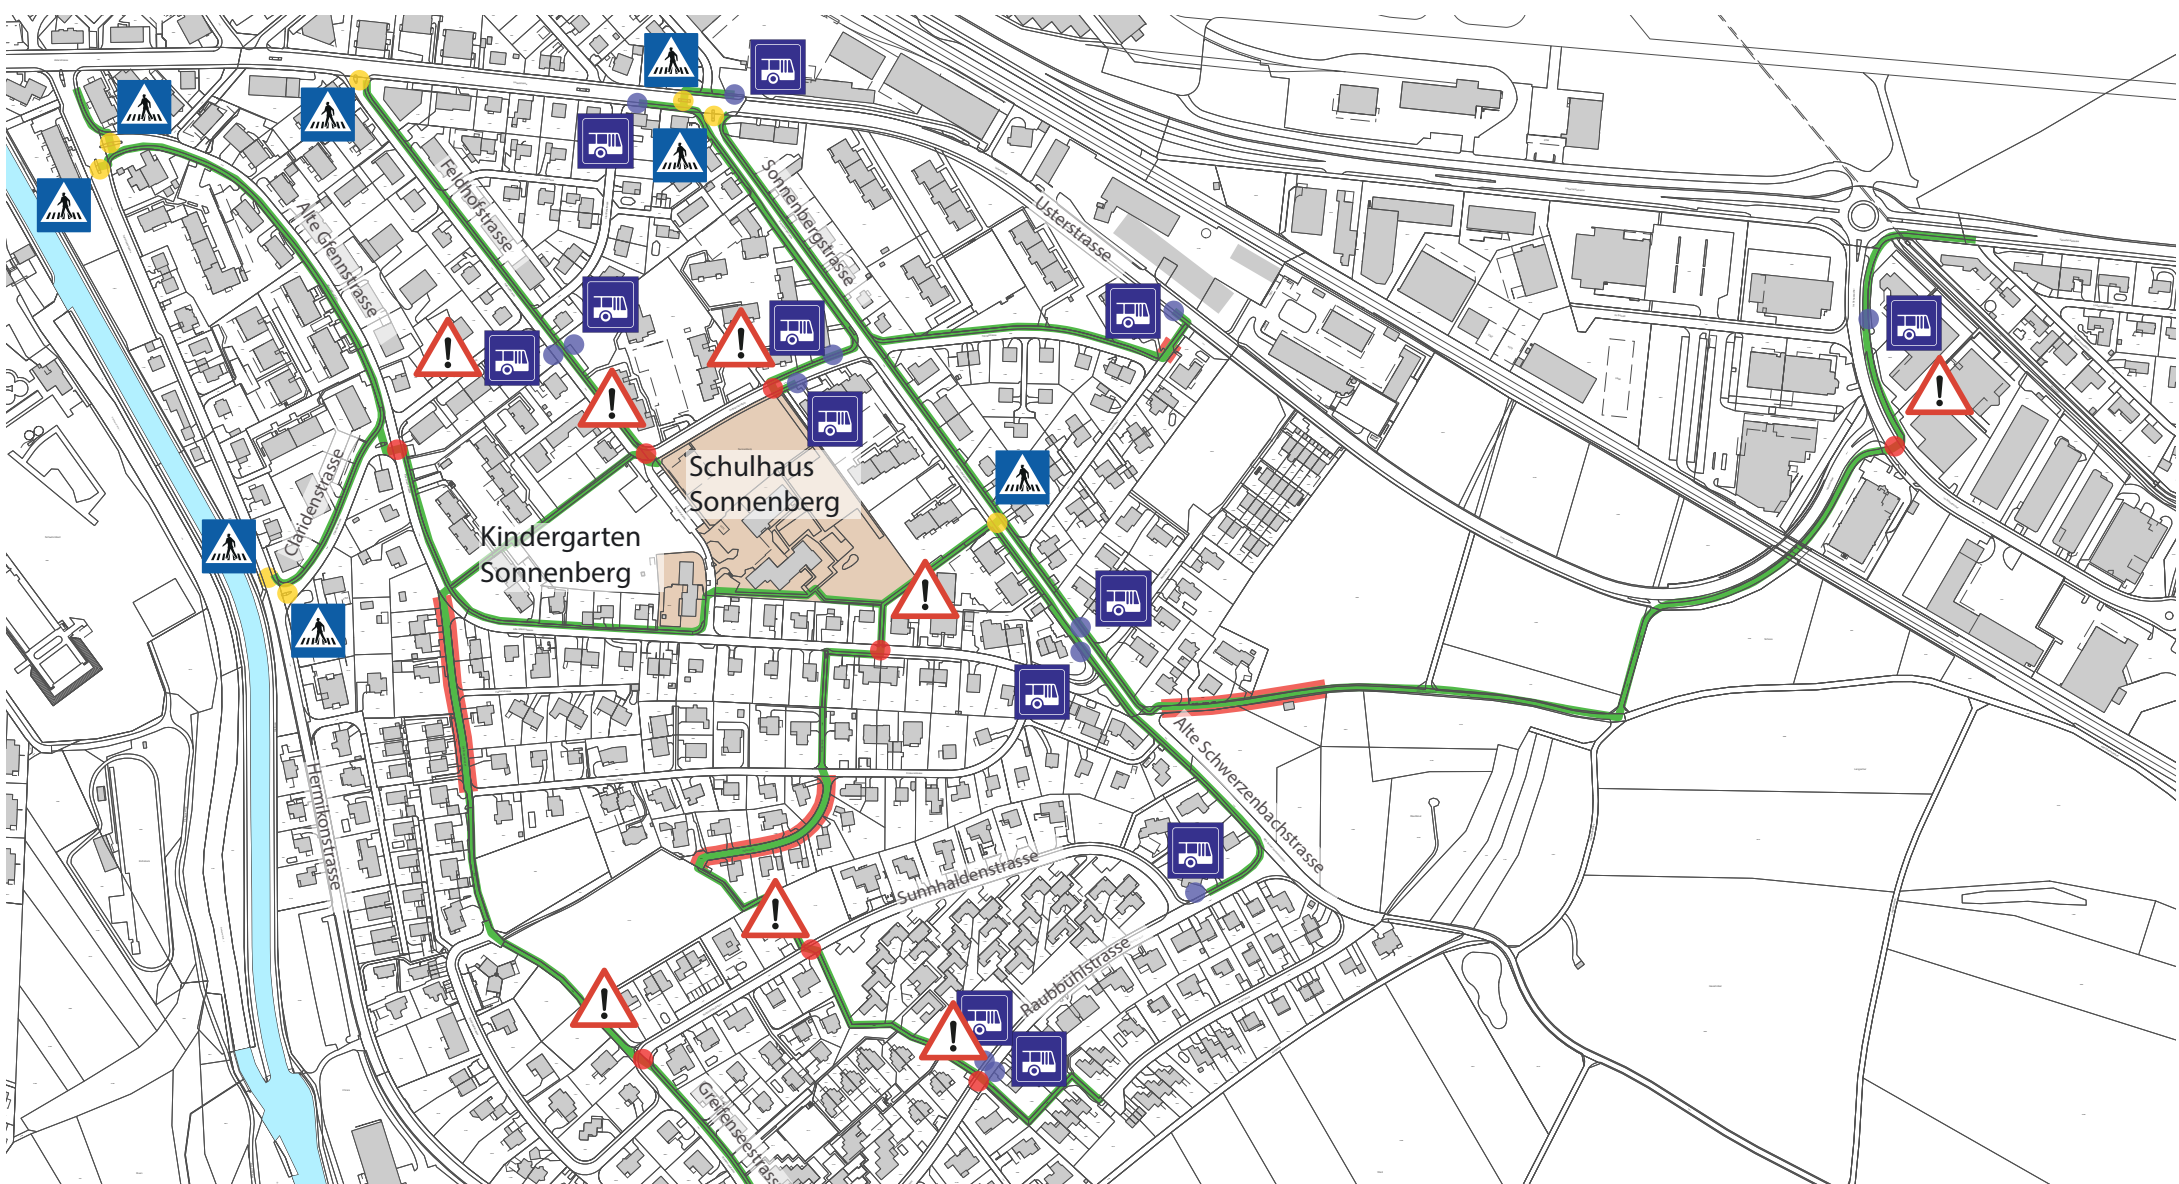 Feldhofstrasse
Sonnenbergstrasse
Alte Gfennstrasse
Usterstrasse
Claridenstrasse
Schulhaus
Sonnenberg
Kindergarten
Sonnenberg
Hermikonstrasse
Alte Schwerzenbachstrasse
Sunnhaldenstrasse
Raubbühlstrasse
Greifenseestrasse